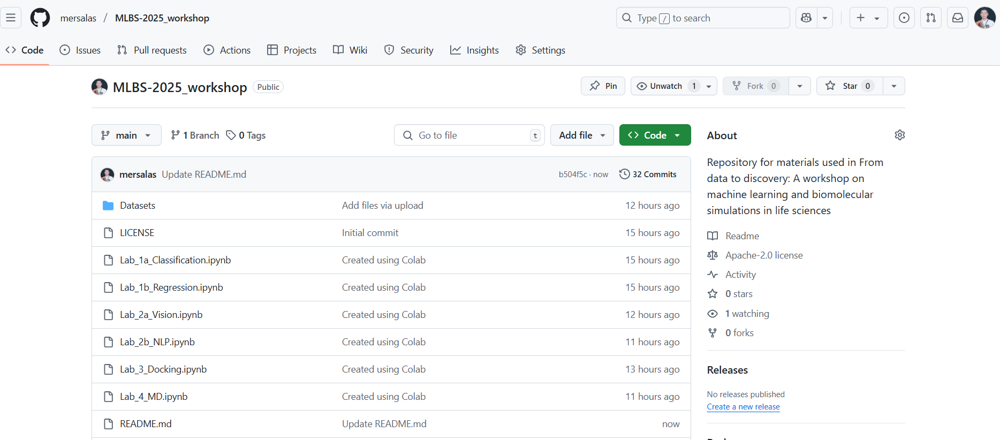 mersalas / MLBS-2025_workshop
Type / to search
Code
Issues
Pull requests
Actions
Projects
Wiki
Security
Insights
Settings
MLBS-2025_workshop Public
Pin
Unwatch 1
Fork 0
Star 0
main
1 Branch
0 Tags
Go to file t
Add file
Code
mersalas Update README.md b504f5c · now 32 Commits
Datasets Add files via upload 12 hours ago
LICENSE Initial commit 15 hours ago
Lab_1a_Classification.ipynb Created using Colab 15 hours ago
Lab_1b_Regression.ipynb Created using Colab 15 hours ago
Lab_2a_Vision.ipynb Created using Colab 12 hours ago
Lab_2b_NLP.ipynb Created using Colab 11 hours ago
Lab_3_Docking.ipynb Created using Colab 13 hours ago
Lab_4_MD.ipynb Created using Colab 11 hours ago
README.md Update README.md now
About
Repository for materials used in From
data to discovery: A workshop on
machine learning and biomolecular
simulations in life sciences
Readme
Apache-2.0 license
Activity
0 stars
1 watching
0 forks
Releases
No releases published
Create a new release